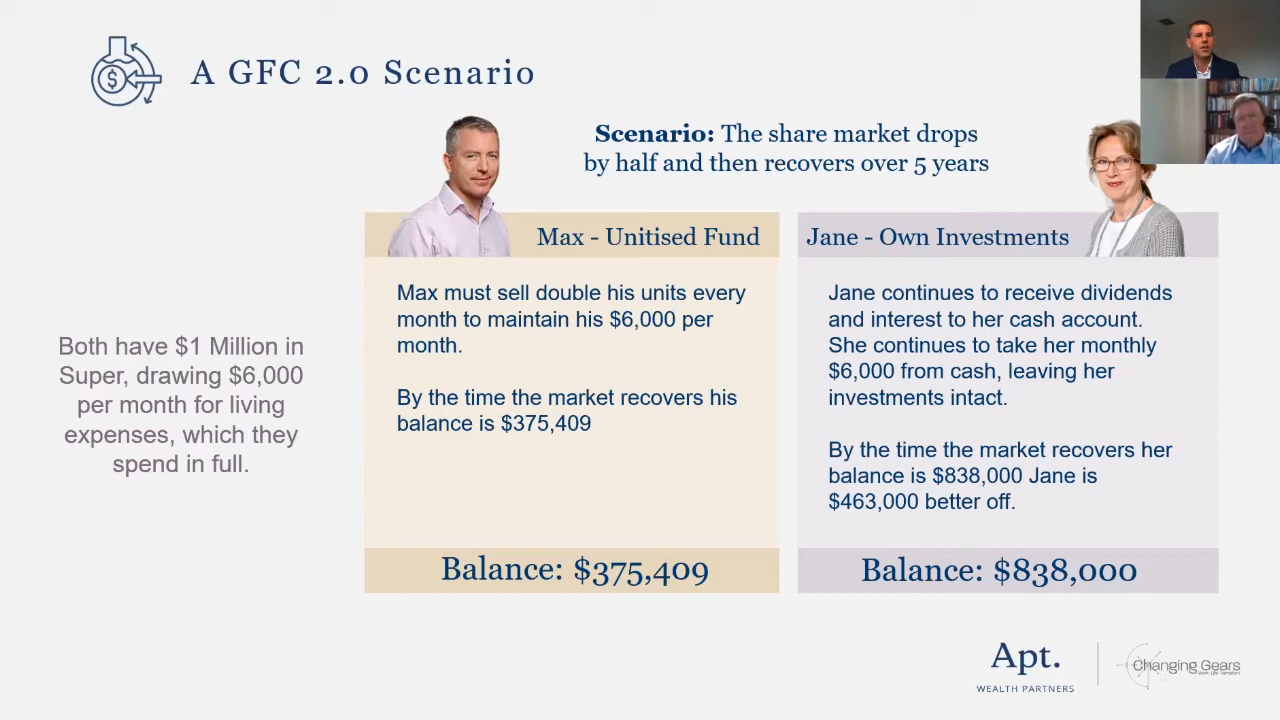 A GFC 2.0 Scenario
Scenario: The share market drops
by half and then recovers over 5 years
Both have $1 Million in
Super, drawing $6,000
per month for living
expenses, which they
spend in full.
Max - Unitised Fund
Max must sell double his units every
month to maintain his $6,000 per
month.
By the time the market recovers his
balance is $375,409
Balance: $375,409
Jane - Own Investments
Jane continues to receive dividends
and interest to her cash account.
She continues to take her monthly
$6,000 from cash, leaving her
investments intact.
By the time the market recovers her
balance is $838,000 Jane is
$463,000 better off.
Balance: $838,000
Apt.
WEALTH PARTNERS
Changing Gears